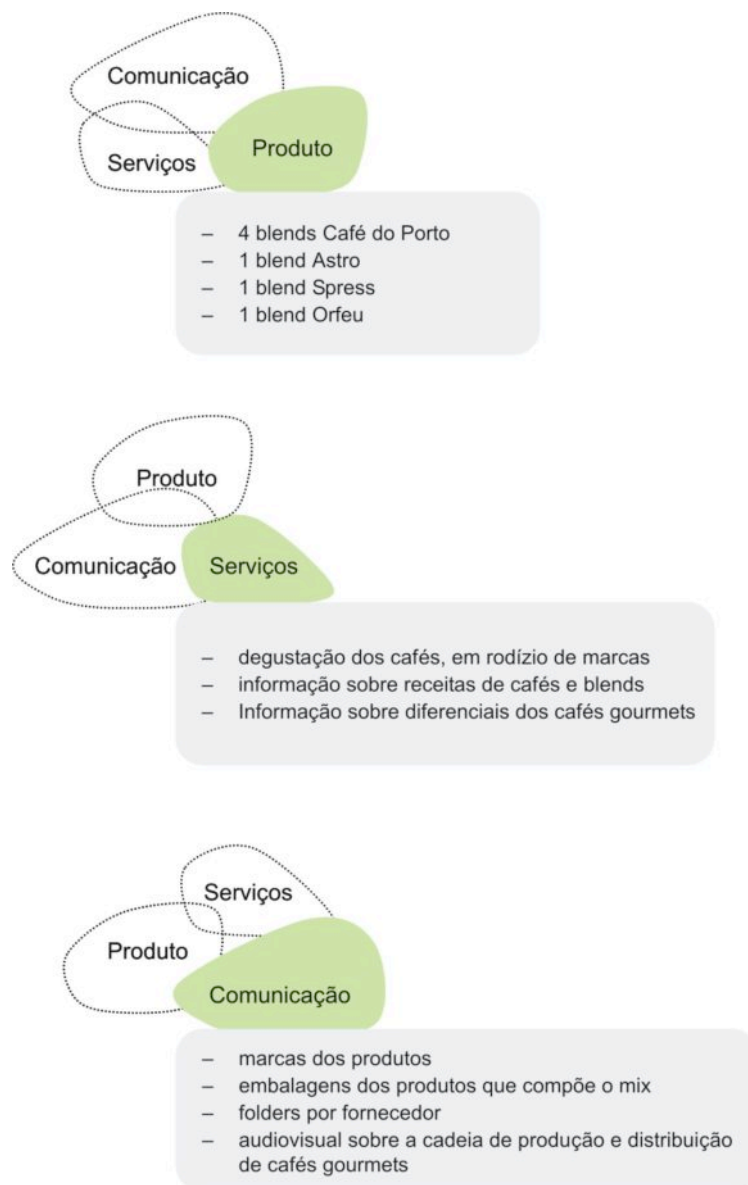 Comunicação
Serviços
Produto
– 4 blends Café do Porto
– 1 blend Astro
– 1 blend Spress
– 1 blend Orfeu
Produto
Comunicação
Serviços
– degustação dos cafés, em rodízio de marcas
– informação sobre receitas de cafés e blends
– Informação sobre diferenciais dos cafés gourmets
Serviços
Produto
Comunicação
– marcas dos produtos
– embalagens dos produtos que compõe o mix
– folders por fornecedor
– audiovisual sobre a cadeia de produção e distribuição
de cafés gourmets